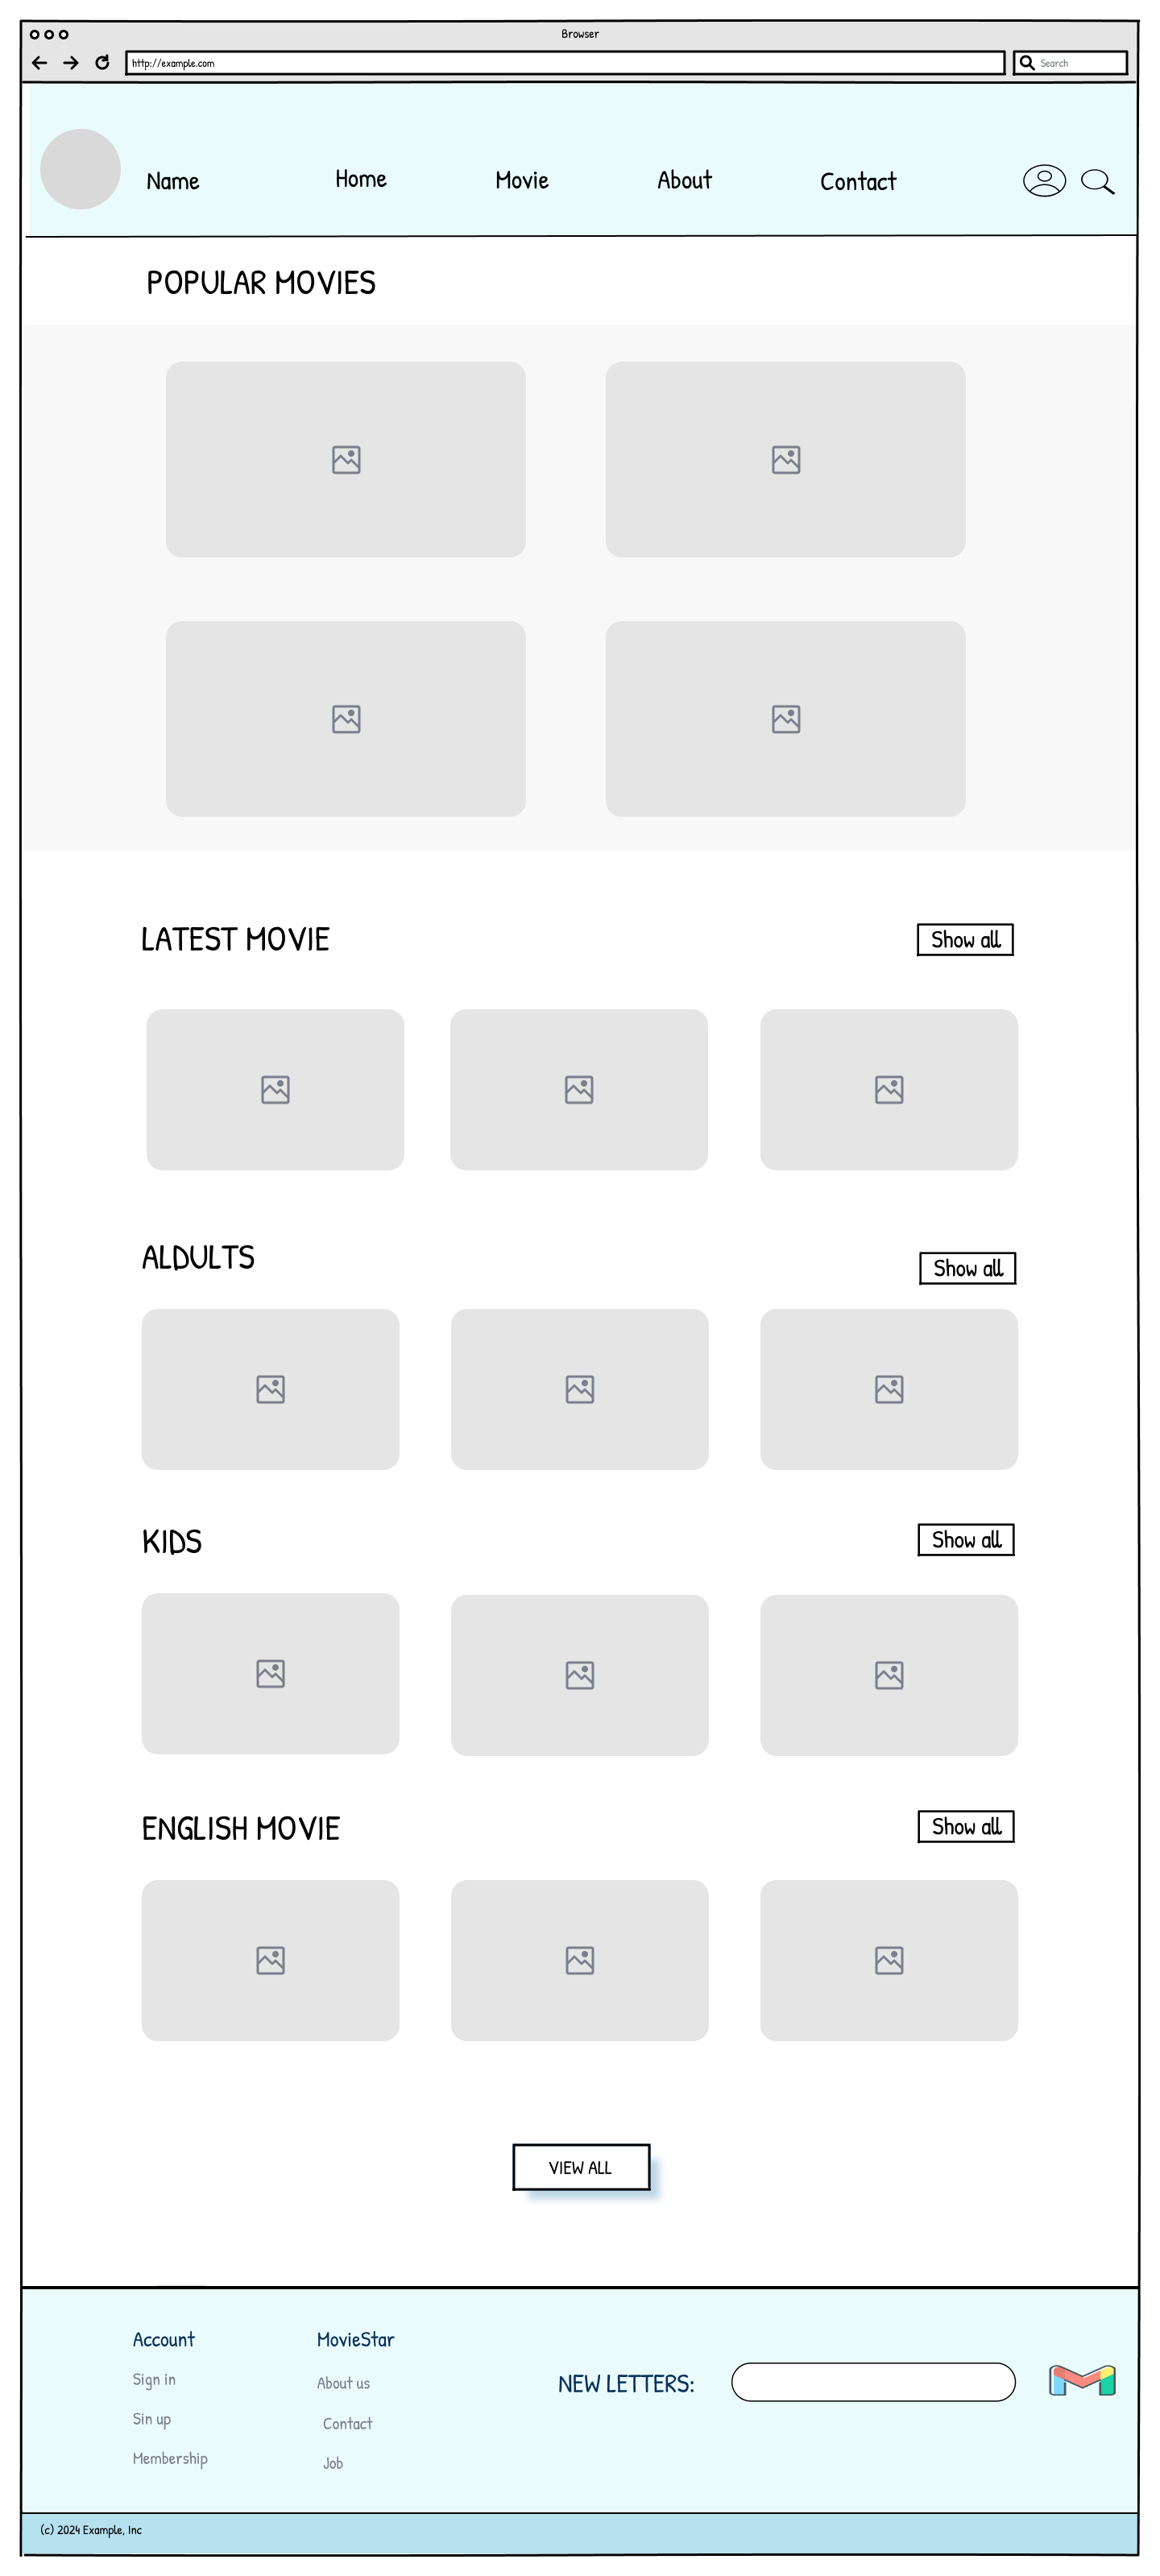 Browser
http://example.com
Search
Name Home Movie About Contact
POPULAR MOVIES
LATEST MOVIE
Show all
ALDULTS
Show all
KIDS
Show all
ENGLISH MOVIE
Show all
VIEW ALL
Account
Sign in
Sin up
Membership
MovieStar
About us
Contact
Job
NEW LETTERS:
(c) 2024 Example, Inc